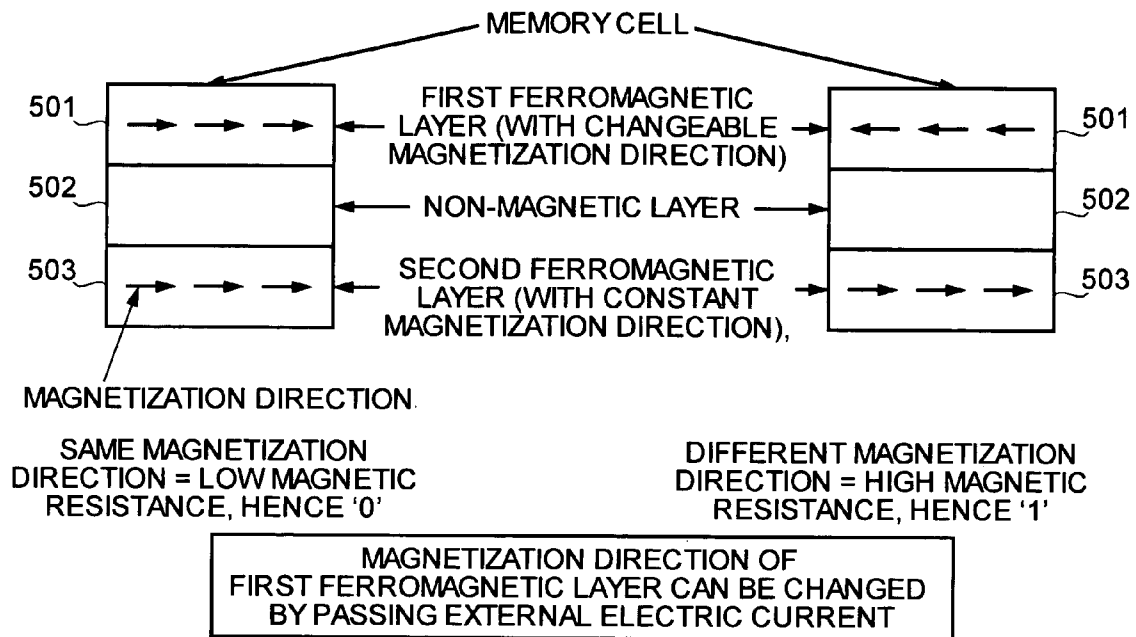 MEMORY CELL
501
FIRST FERROMAGNETIC
LAYER (WITH CHANGEABLE
MAGNETIZATION DIRECTION)
501
502
NON-MAGNETIC LAYER
502
503
SECOND FERROMAGNETIC
LAYER (WITH CONSTANT
MAGNETIZATION DIRECTION),
503
MAGNETIZATION DIRECTION.
SAME MAGNETIZATION
DIRECTION = LOW MAGNETIC
RESISTANCE, HENCE ‘0’
DIFFERENT MAGNETIZATION
DIRECTION = HIGH MAGNETIC
RESISTANCE, HENCE ‘1’
MAGNETIZATION DIRECTION OF
FIRST FERROMAGNETIC LAYER CAN BE CHANGED
BY PASSING EXTERNAL ELECTRIC CURRENT